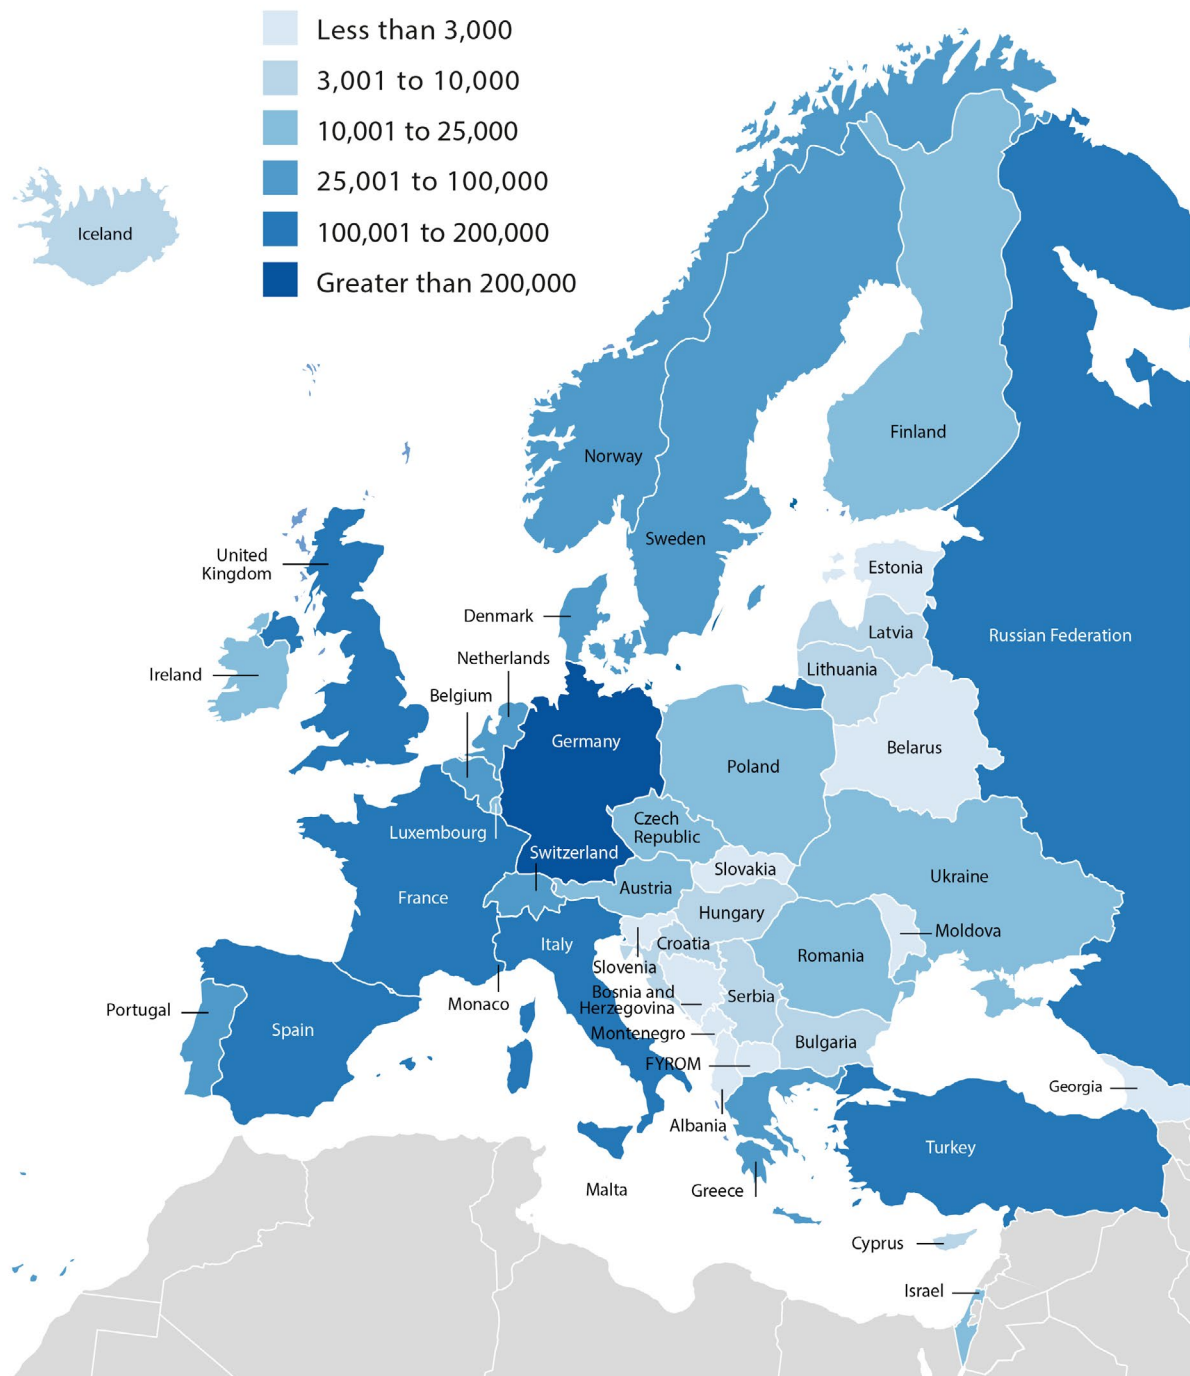 Less than 3,000
3,001 to 10,000
10,001 to 25,000
25,001 to 100,000
100,001 to 200,000
Greater than 200,000
Iceland
Finland
Norway
Sweden
United
Kingdom
Estonia
Denmark
Latvia
Russian Federation
Netherlands
Ireland
Lithuania
Belgium
Germany
Belarus
Poland
Czech
Republic
Luxembourg
Switzerland
Slovakia
Ukraine
Austria
France
Hungary
Moldova
Italy
Croatia
Romania
Slovenia
Bosnia and
Herzegovina
Serbia
Monaco
Portugal
Spain
Montenegro
Bulgaria
FYROM
Georgia
Albania
Turkey
Malta
Greece
Cyprus
Israel